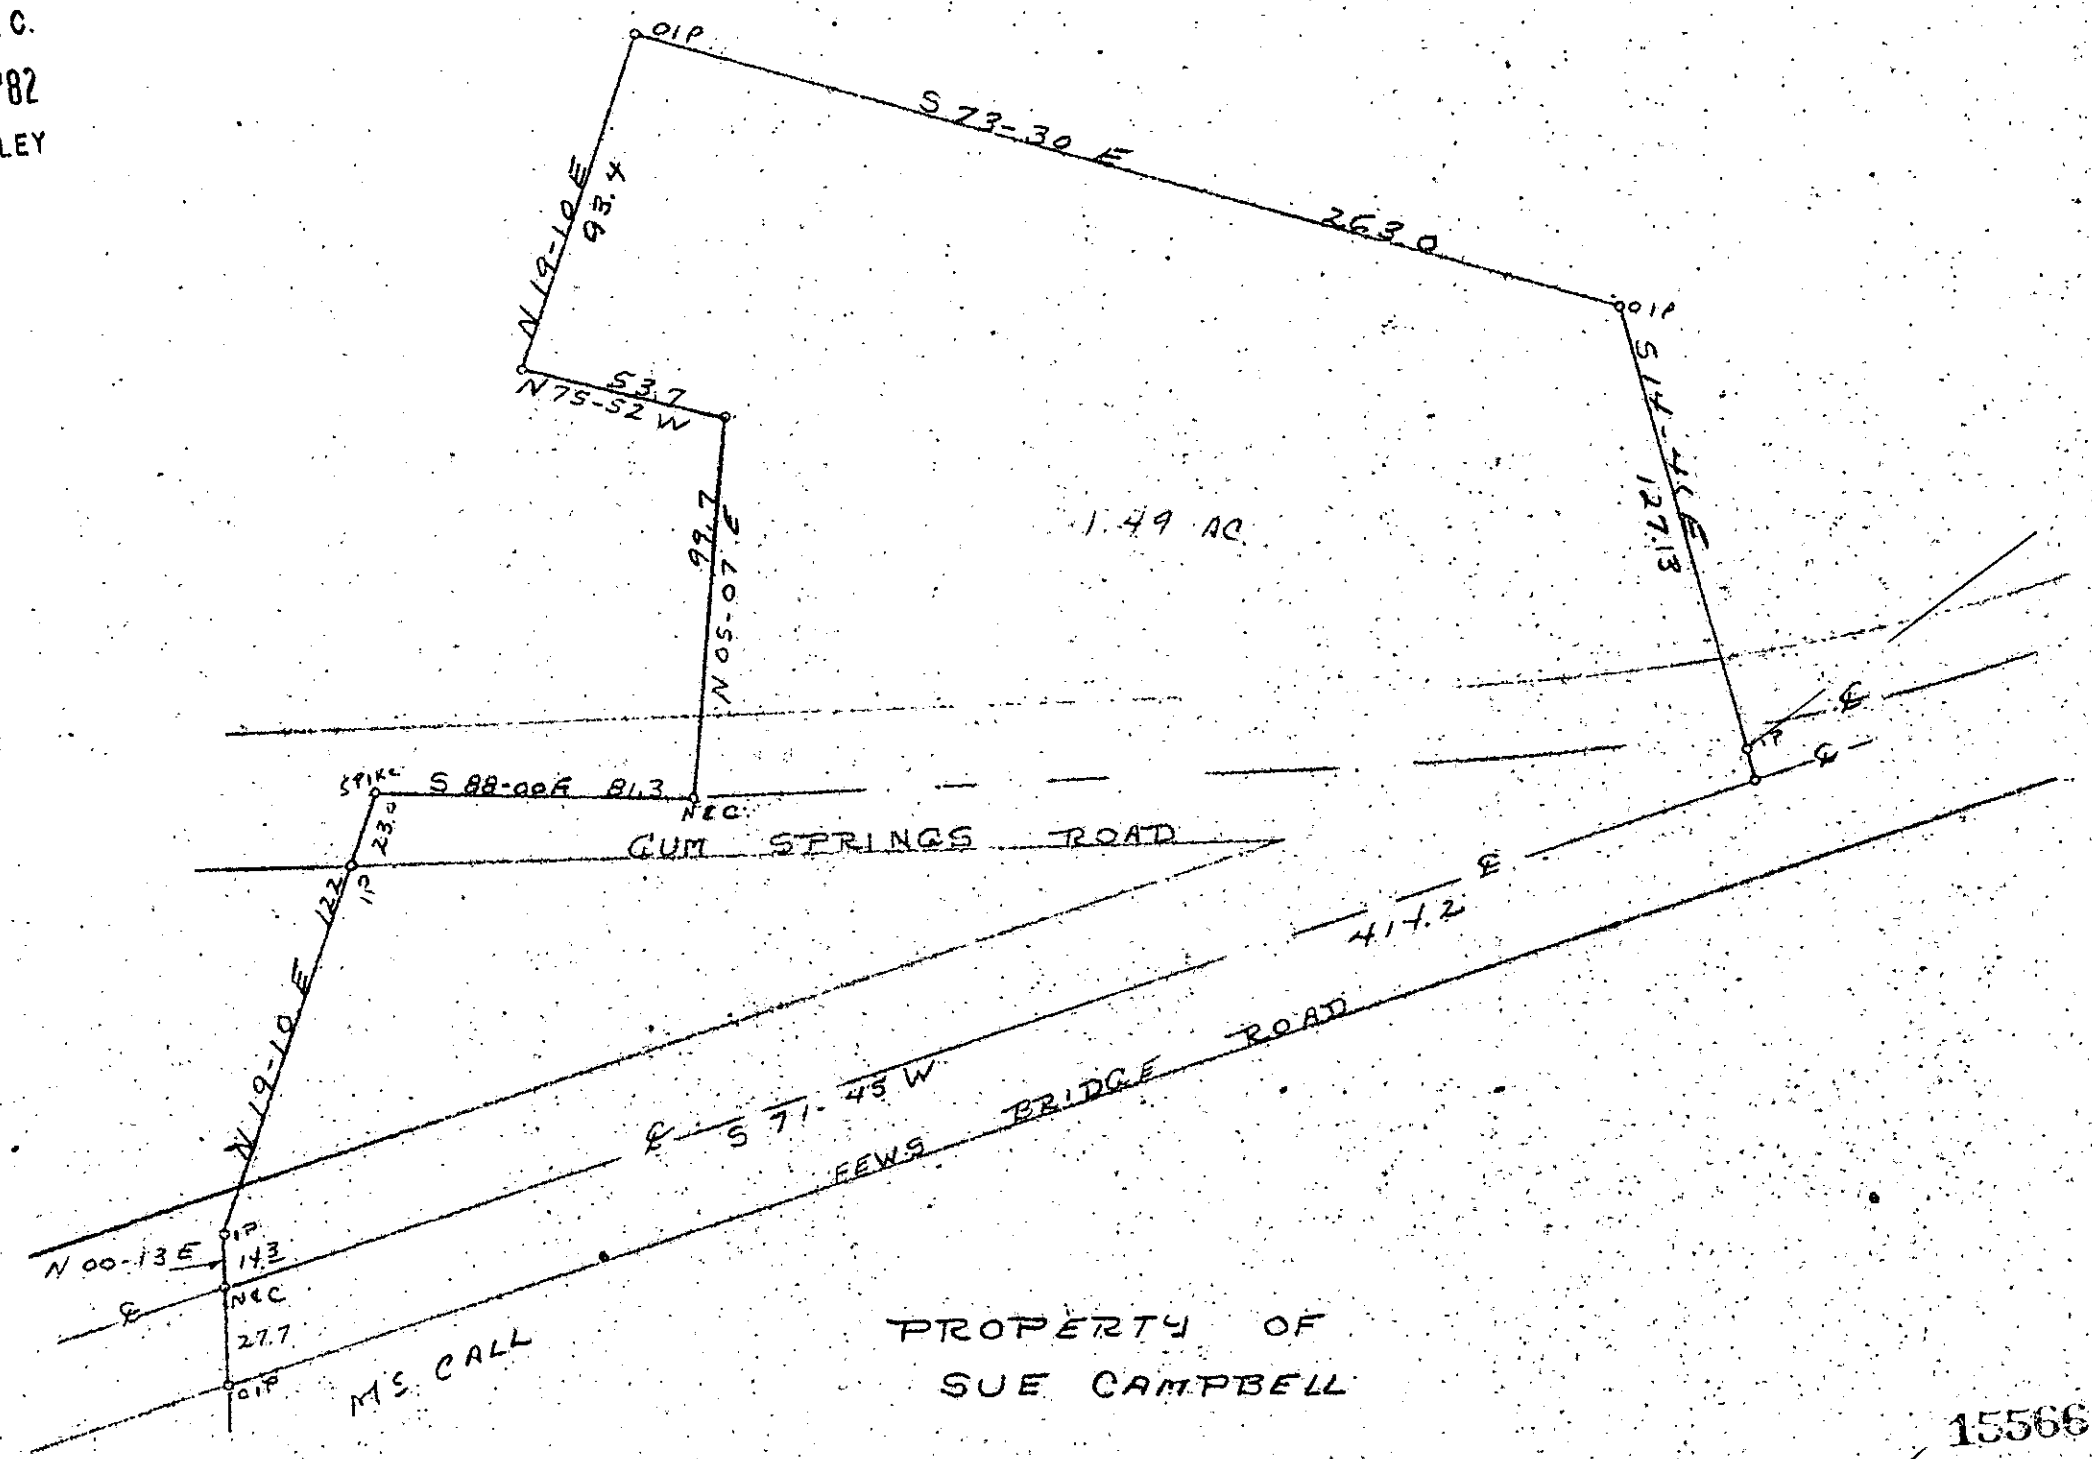 C.
'82
LEY
OIP
S 73-30 E
263.0
N 19-10 E
93.4
OIP
53.7
N 75-52 W
S 14-46 E
127.13
99.7
N 05-07 E
1.49 AC.
SPIKE
S 88-00 E 81.3
N&C
23.0
IP
GUM SPRINGS ROAD
122
IP
N 19-10 E
℄
℄
℄
414.2
℄ S 71-45 W
FEWS BRIDGE ROAD
IP
N 00-13 E
14.3
℄
N&C
27.7
OIP
MS CALL
PROPERTY OF
SUE CAMPBELL
15566